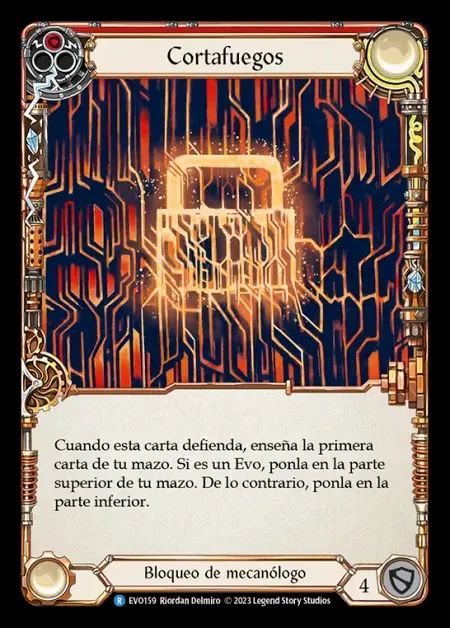 Cortafuegos
Cuando esta carta defienda, enseña la primera
carta de tu mazo. Si es un Evo, ponla en la parte
superior de tu mazo. De lo contrario, ponla en la
parte inferior.
Bloqueo de mecanólogo
4
R EVO159 Riordan Delmiro © 2023 Legend Story Studios